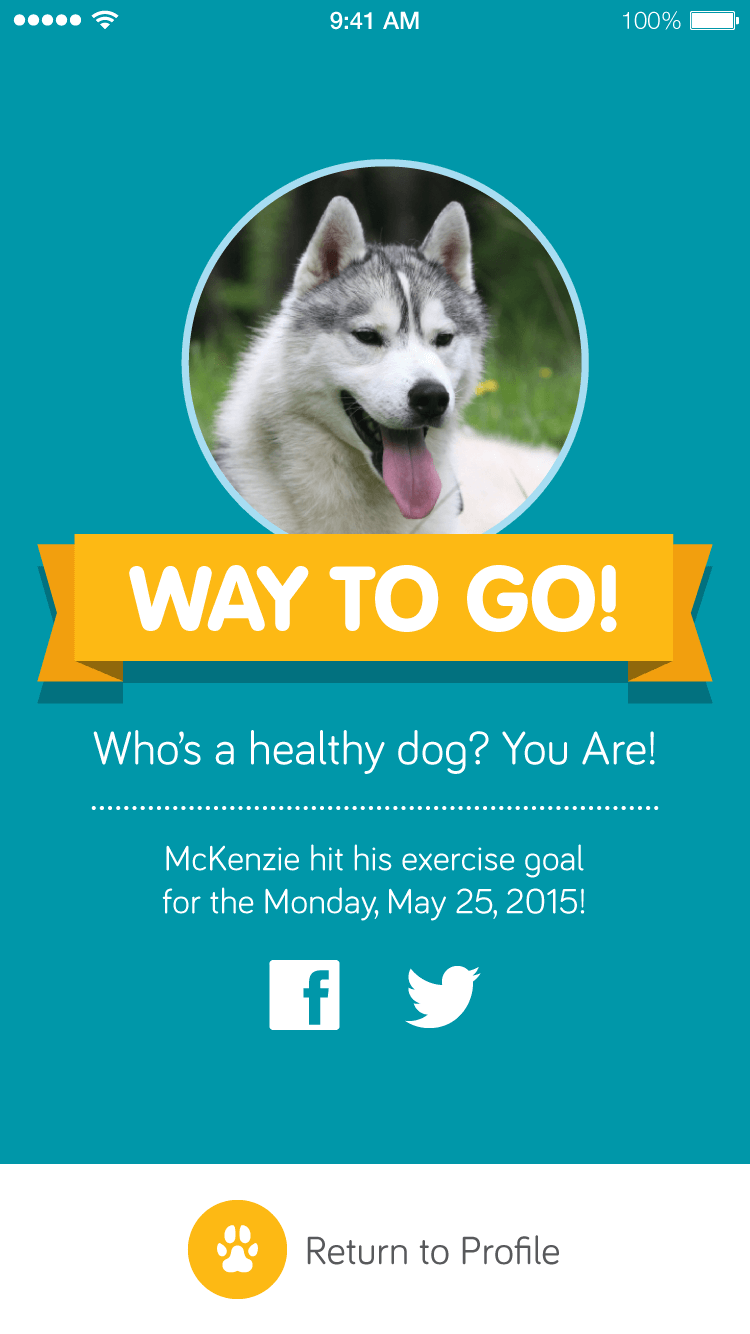 9:41 AM
100%
WAY TO GO!
Who's a healthy dog? You Are!
McKenzie hit his exercise goal
for the Monday, May 25, 2015!
f
Return to Profile